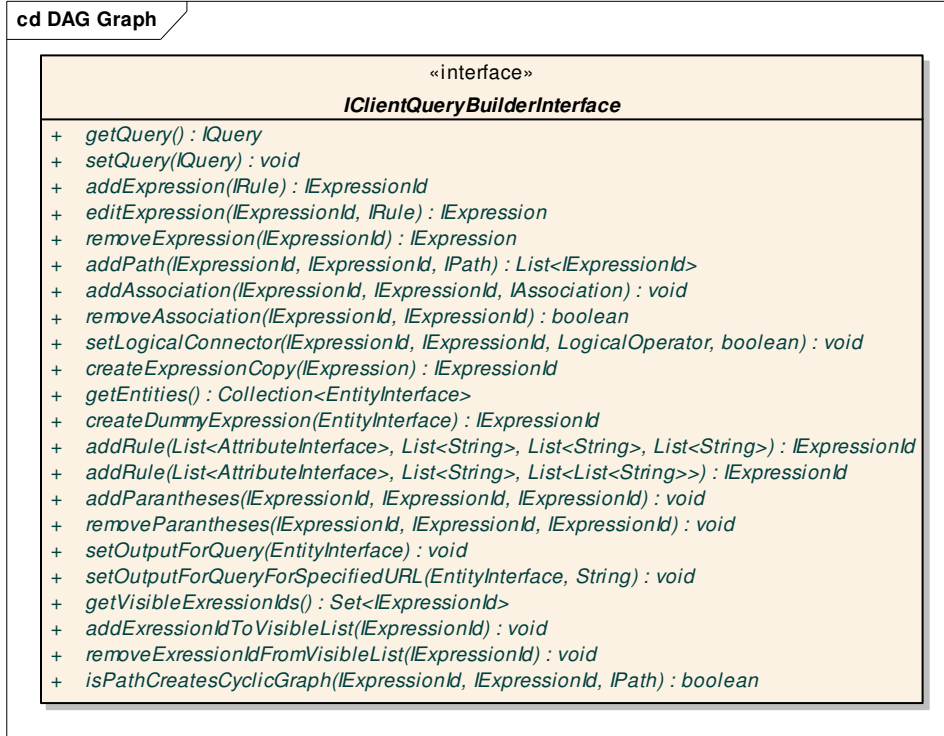 cd DAG Graph
«interface»
IClientQueryBuilderInterface
+ getQuery() : IQuery
+ setQuery(IQuery) : void
+ addExpression(IRule) : IExpressionId
+ editExpression(IExpressionId, IRule) : IExpression
+ removeExpression(IExpressionId) : IExpression
+ addPath(IExpressionId, IExpressionId, IPath) : List<IExpressionId>
+ addAssociation(IExpressionId, IExpressionId, IAssociation) : void
+ removeAssociation(IExpressionId, IExpressionId) : boolean
+ setLogicalConnector(IExpressionId, IExpressionId, LogicalOperator, boolean) : void
+ createExpressionCopy(IExpression) : IExpressionId
+ getEntities() : Collection<EntityInterface>
+ createDummyExpression(EntityInterface) : IExpressionId
+ addRule(List<AttributeInterface>, List<String>, List<String>, List<String>) : IExpressionId
+ addRule(List<AttributeInterface>, List<String>, List<List<String>>) : IExpressionId
+ addParantheses(IExpressionId, IExpressionId, IExpressionId) : void
+ removeParantheses(IExpressionId, IExpressionId, IExpressionId) : void
+ setOutputForQuery(EntityInterface) : void
+ setOutputForQueryForSpecifiedURL(EntityInterface, String) : void
+ getVisibleExressionIds() : Set<IExpressionId>
+ addExressionIdToVisibleList(IExpressionId) : void
+ removeExressionIdFromVisibleList(IExpressionId) : void
+ isPathCreatesCyclicGraph(IExpressionId, IExpressionId, IPath) : boolean